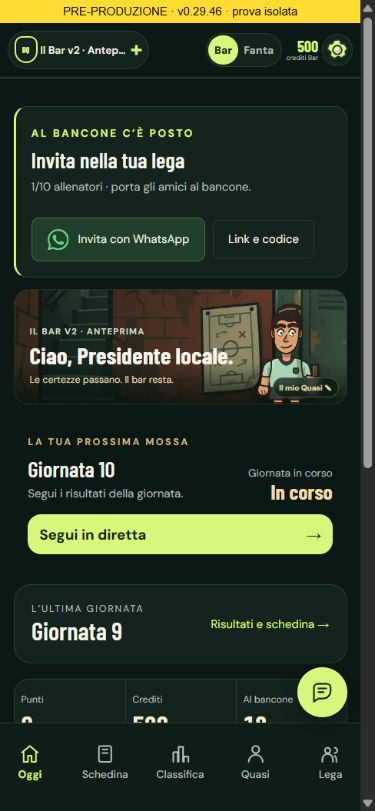 PRE-PRODUZIONE · v0.29.46 · prova isolata
Il Bar v2 · Antep... +
Bar Fanta
500
crediti Bar
AL BANCONE C'È POSTO
Invita nella tua lega
1/10 allenatori · porta gli amici al bancone.
Invita con WhatsApp
Link e codice
IL BAR V2 · ANTEPRIMA
Ciao, Presidente locale.
Le certezze passano. Il bar resta.
Il mio Quasi ✎
LA TUA PROSSIMA MOSSA
Giornata 10
Segui i risultati della giornata.
Giornata in corso
In corso
Segui in diretta →
L'ULTIMA GIORNATA
Giornata 9
Risultati e schedina →
Punti
Crediti
Al bancone
Oggi
Schedina
Classifica
Quasi
Lega